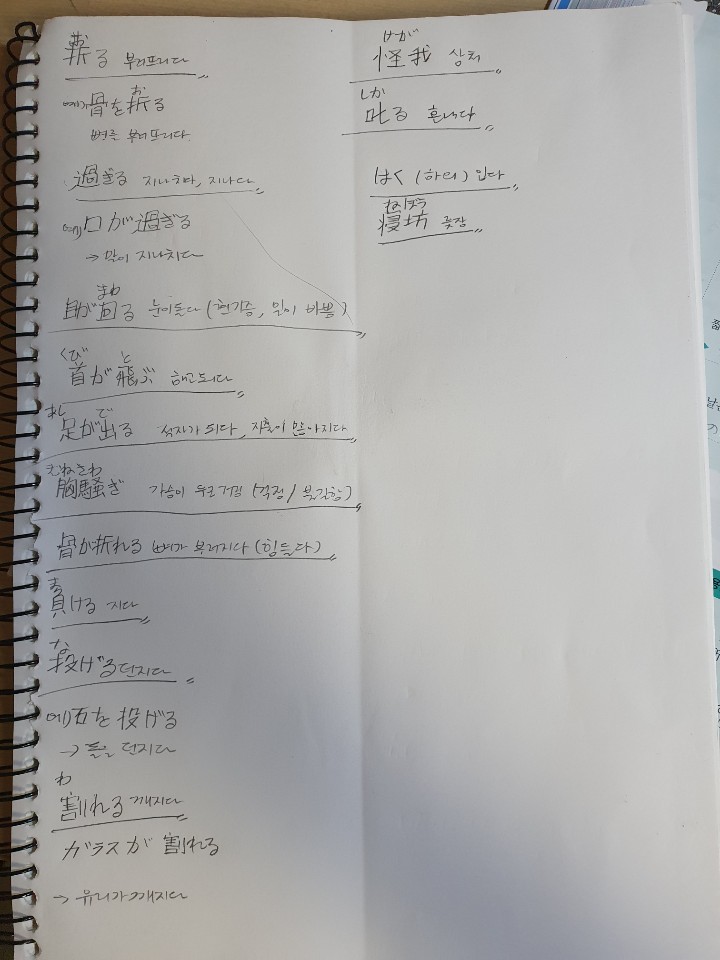 折る 부러뜨리다
お
예)骨を折る
뼈를 부러뜨리다
過ぎる 지나치다, 지나다
예)口が過ぎる
→ 말이 지나치다
まわ
目が回る 눈이돌다 (현기증, 일이 바쁨)
くび と
首が飛ぶ 해고되다
あし で
足が出る 적자가 되다, 지출이 많아지다
むねさわ
胸騒ぎ 가슴이 두근거림 (걱정/불길함)
骨が折れる 뼈가 부러지다 (힘들다)
ま
負ける 지다
な
投げる 던지다
예)石を投げる
→ 돌을 던지다
わ
割れる 깨지다
ガラスが割れる
→ 유리가 깨지다
けが
怪我 상처
しか
叱る 혼내다
はく (하의) 입다
ねぼう
寝坊 늦잠